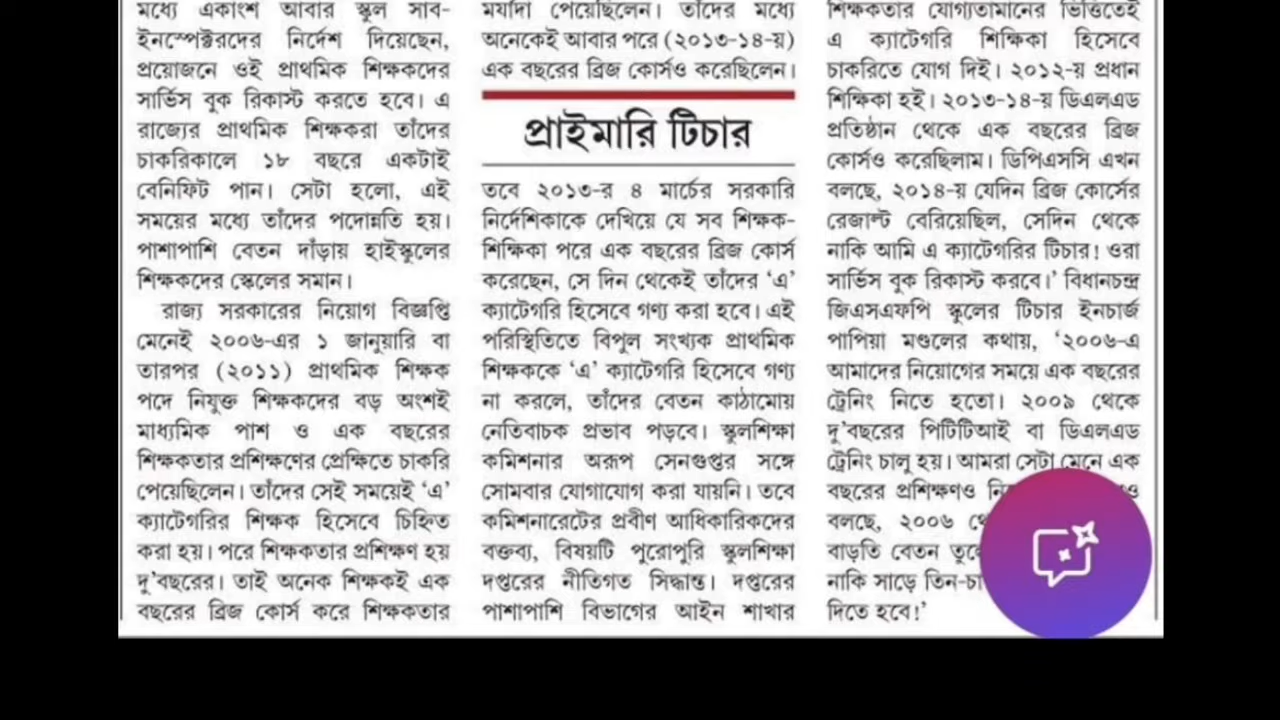 মধ্যে একাংশ আবার স্কুল সাব-
ইনস্পেক্টরদের নির্দেশ দিয়েছেন,
প্রয়োজনে ওই প্রাথমিক শিক্ষকদের
সার্ভিস বুক রিকাস্ট করতে হবে। এ
রাজ্যের প্রাথমিক শিক্ষকরা তাঁদের
চাকরিকালে ১৮ বছরে একটাই
বেনিফিট পান। সেটা হলো, এই
সময়ের মধ্যে তাঁদের পদোন্নতি হয়।
পাশাপাশি বেতন দাঁড়ায় হাইস্কুলের
শিক্ষকদের স্কেলের সমান।
রাজ্য সরকারের নিয়োগ বিজ্ঞপ্তি
মেনেই ২০০৬-এর ১ জানুয়ারি বা
তারপর (২০১১) প্রাথমিক শিক্ষক
পদে নিযুক্ত শিক্ষকদের বড় অংশই
মাধ্যমিক পাশ ও এক বছরের
শিক্ষকতার প্রশিক্ষণের প্রেক্ষিতে চাকরি
পেয়েছিলেন। তাঁদের সেই সময়েই ‘এ’
ক্যাটেগরির শিক্ষক হিসেবে চিহ্নিত
করা হয়। পরে শিক্ষকতার প্রশিক্ষণ হয়
দু’বছরের। তাই অনেক শিক্ষকই এক
বছরের ব্রিজ কোর্স করে শিক্ষকতার
মর্যাদা পেয়েছিলেন। তাঁদের মধ্যে
অনেকেই আবার পরে (২০১৩-১৪-য়)
এক বছরের ব্রিজ কোর্সও করেছিলেন।
প্রাইমারি টিচার
তবে ২০১৩-র ৪ মার্চের সরকারি
নির্দেশিকাকে দেখিয়ে যে সব শিক্ষক-
শিক্ষিকা পরে এক বছরের ব্রিজ কোর্স
করেছেন, সে দিন থেকেই তাঁদের ‘এ’
ক্যাটেগরি হিসেবে গণ্য করা হবে। এই
পরিস্থিতিতে বিপুল সংখ্যক প্রাথমিক
শিক্ষককে ‘এ’ ক্যাটেগরি হিসেবে গণ্য
না করলে, তাঁদের বেতন কাঠামোয়
নেতিবাচক প্রভাব পড়বে। স্কুলশিক্ষা
কমিশনার অরূপ সেনগুপ্তর সঙ্গে
সোমবার যোগাযোগ করা যায়নি। তবে
কমিশনারেটের প্রবীণ আধিকারিকদের
বক্তব্য, বিষয়টি পুরোপুরি স্কুলশিক্ষা
দপ্তরের নীতিগত সিদ্ধান্ত। দপ্তরের
পাশাপাশি বিভাগের আইন শাখার
শিক্ষকতার যোগ্যতামানের ভিত্তিতেই
এ ক্যাটেগরি শিক্ষিকা হিসেবে
চাকরিতে যোগ দিই। ২০১২-য় প্রধান
শিক্ষিকা হই। ২০১৩-১৪-য় ডিএলএড
প্রতিষ্ঠান থেকে এক বছরের ব্রিজ
কোর্সও করেছিলাম। ডিপিএসসি এখন
বলছে, ২০১৪-য় যেদিন ব্রিজ কোর্সের
রেজাল্ট বেরিয়েছিল, সেদিন থেকে
নাকি আমি এ ক্যাটেগরির টিচার! ওরা
সার্ভিস বুক রিকাস্ট করবে।’ বিধানচন্দ্র
জিএসএফপি স্কুলের টিচার ইনচার্জ
পাপিয়া মণ্ডলের কথায়, ‘২০০৬-এ
আমাদের নিয়োগের সময়ে এক বছরের
ট্রেনিং নিতে হতো। ২০০৯ থেকে
দু’বছরের পিটিটিআই বা ডিএলএড
ট্রেনিং চালু হয়। আমরা সেটা মেনে এক
বছরের প্রশিক্ষণও
বলছে, ২০০৬
বাড়তি বেতন
নাকি সাড়ে
দিতে হবে!’